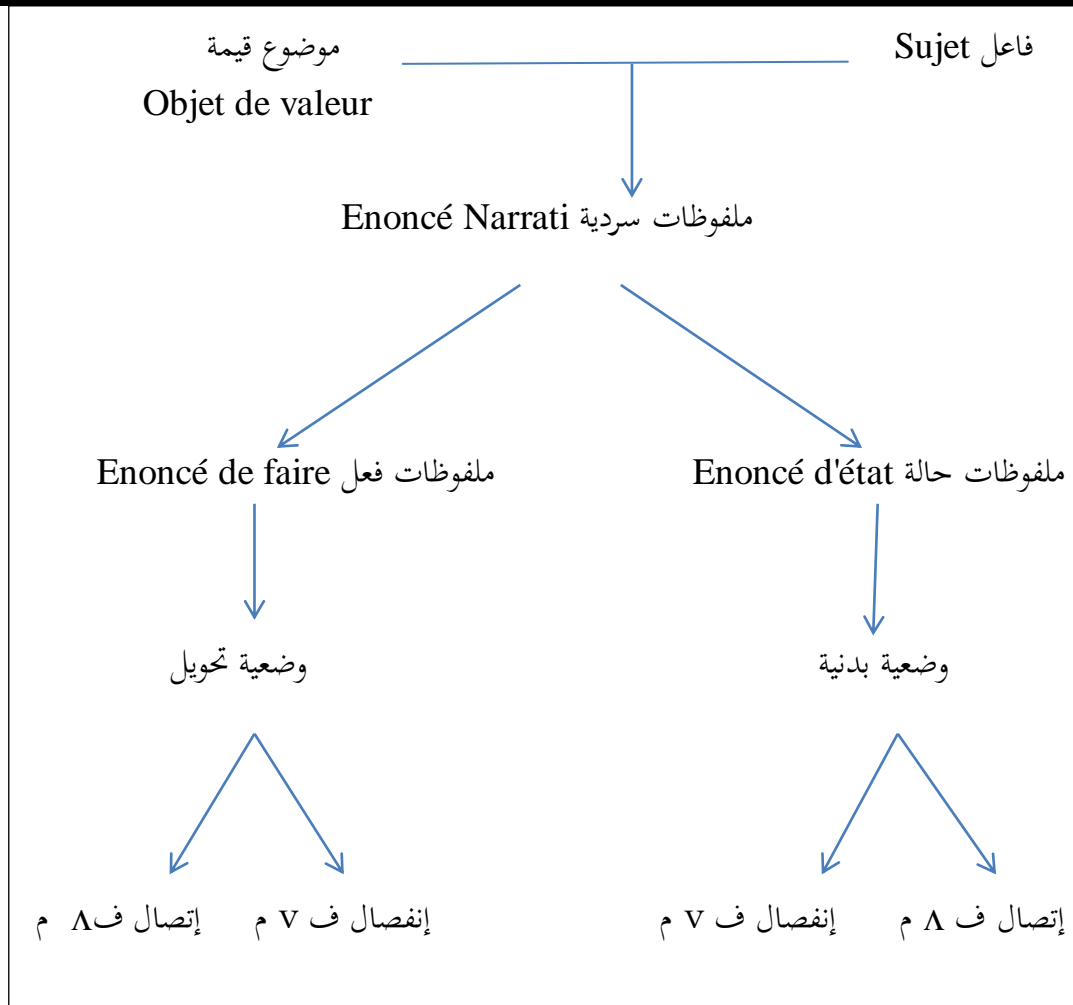 فاعل Sujet
موضوع قيمة
Objet de valeur
ملفوظات سردية Enoncé Narrati
ملفوظات حالة Enoncé d'état
ملفوظات فعل Enoncé de faire
وضعية بدنية
وضعية تحويل
إتصال ف Λ م
إنفصال ف V م
إنفصال ف V م
إتصال فΛ م